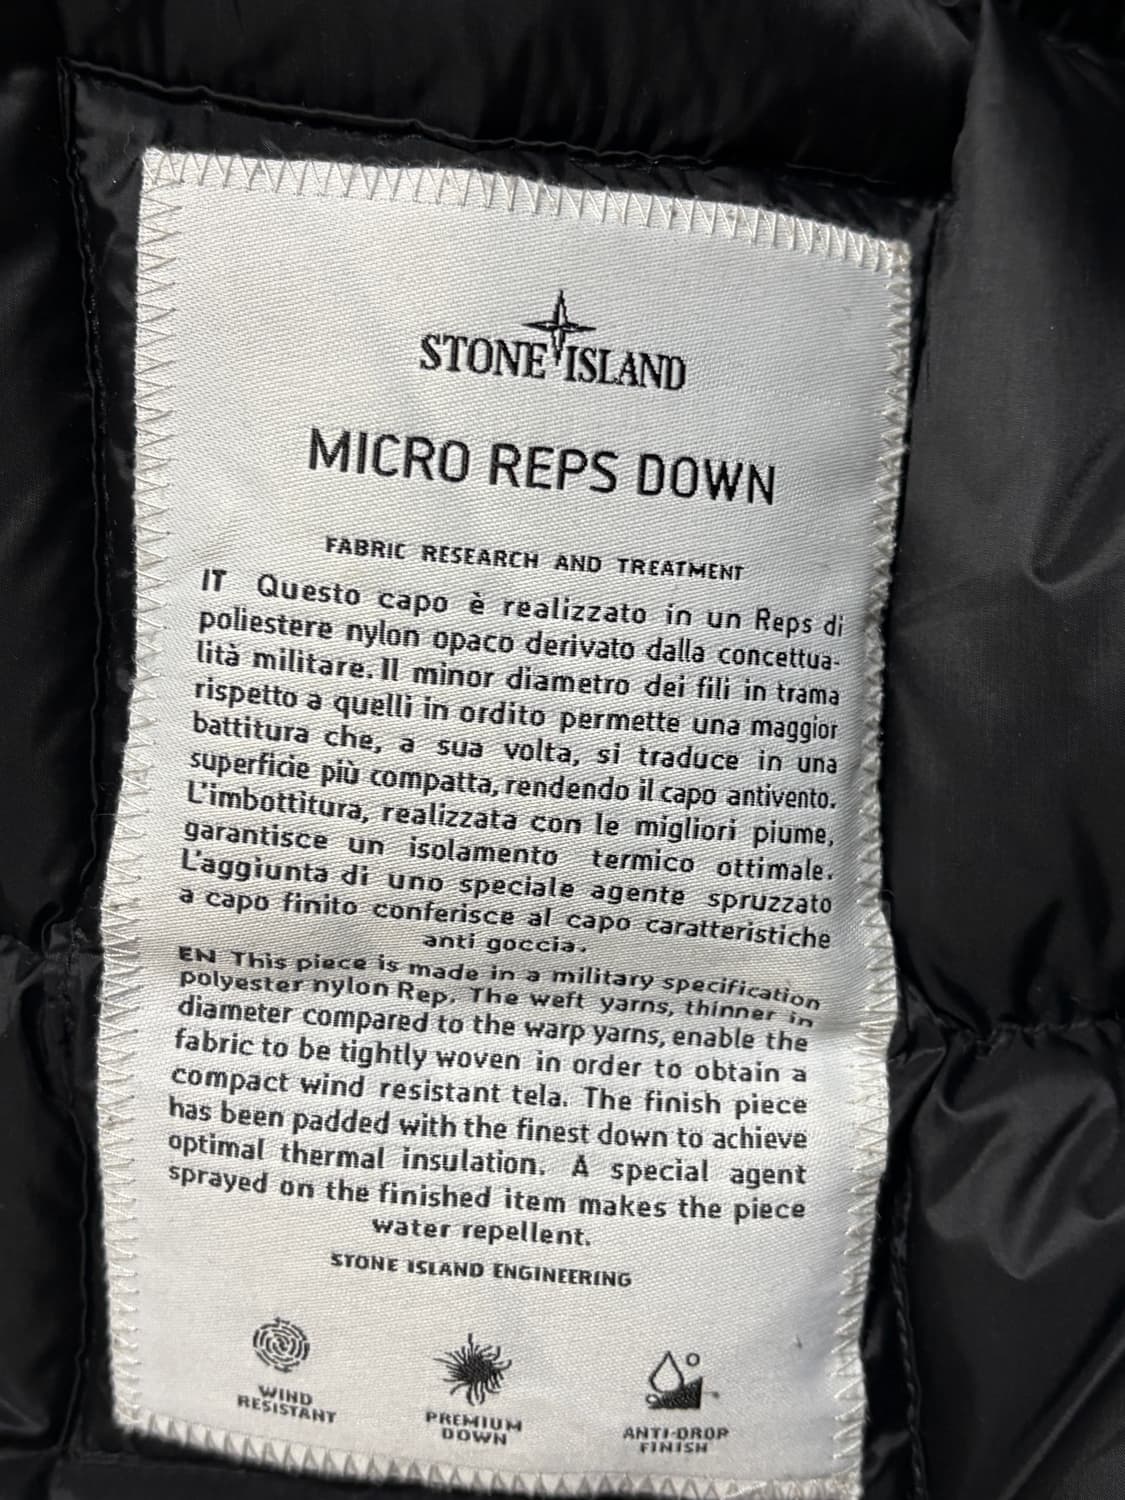 STONE ISLAND
MICRO REPS DOWN
FABRIC RESEARCH AND TREATMENT
IT Questo capo è realizzato in un Reps di
poliestere nylon opaco derivato dalla concettua-
lità militare. Il minor diametro dei fili in trama
rispetto a quelli in ordito permette una maggior
battitura che, a sua volta, si traduce in una
superficie più compatta, rendendo il capo antivento.
L'imbottitura, realizzata con le migliori piume,
garantisce un isolamento termico ottimale.
L'aggiunta di uno speciale agente spruzzato
a capo finito conferisce al capo caratteristiche
anti goccia.
EN This piece is made in a military specification
polyester nylon Rep. The weft yarns, thinner in
diameter compared to the warp yarns, enable the
fabric to be tightly woven in order to obtain a
compact wind resistant tela. The finish piece
has been padded with the finest down to achieve
optimal thermal insulation. A special agent
sprayed on the finished item makes the piece
water repellent.
STONE ISLAND ENGINEERING
WIND
RESISTANT
PREMIUM
DOWN
ANTI-DROP
FINISH